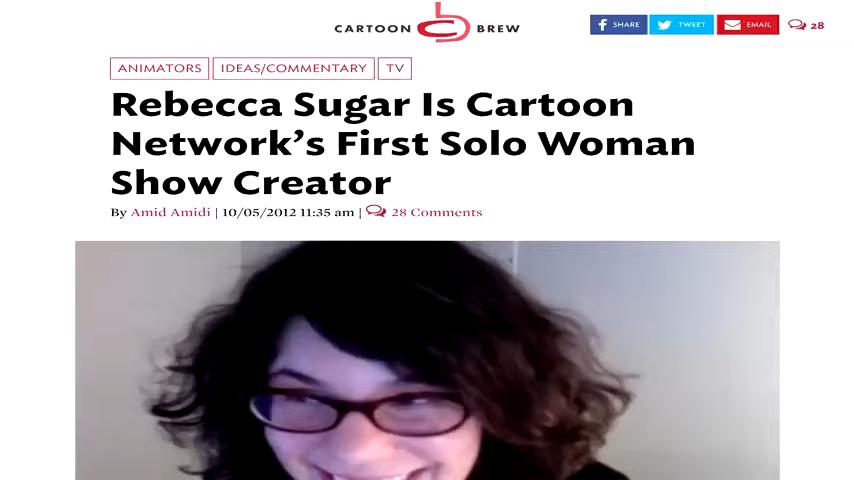 CARTOON BREW
SHARE TWEET EMAIL 28
ANIMATORS IDEAS/COMMENTARY TV
Rebecca Sugar Is Cartoon
Network’s First Solo Woman
Show Creator
By Amid Amidi | 10/05/2012 11:35 am | 28 Comments